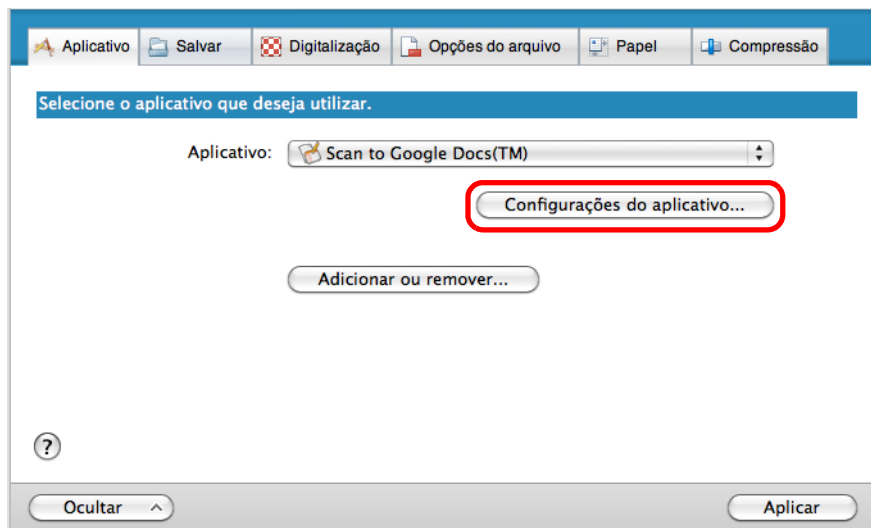 Aplicativo Salvar Digitalização Opções do arquivo Papel Compressão
Selecione o aplicativo que deseja utilizar.
Aplicativo: Scan to Google Docs(TM)
Configurações do aplicativo...
Adicionar ou remover...
?
Ocultar Aplicar